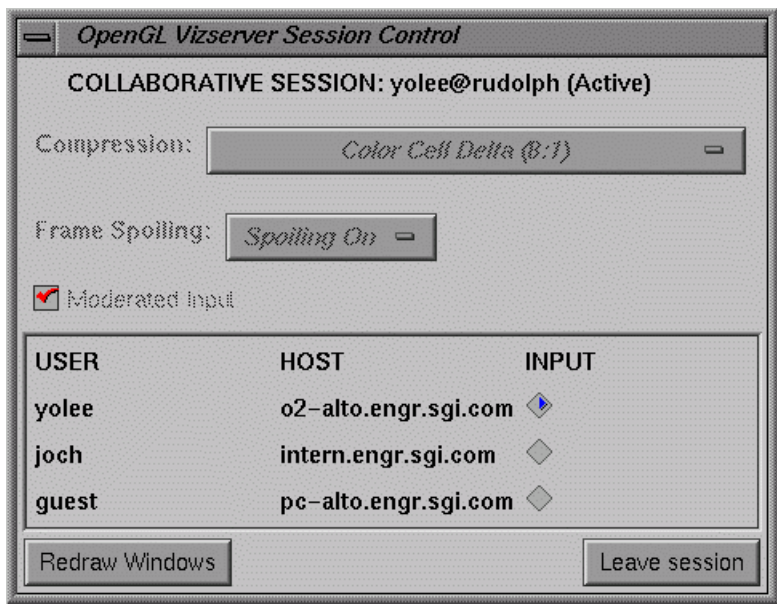 OpenGL Vizserver Session Control
COLLABORATIVE SESSION: yolee@rudolph (Active)
Compression: Color Cell Delta (8:1)
Frame Spoiling: Spoiling On
Moderated Input
USER HOST INPUT
yolee o2-alto.engr.sgi.com
joch intern.engr.sgi.com
guest pc-alto.engr.sgi.com
Redraw Windows Leave session